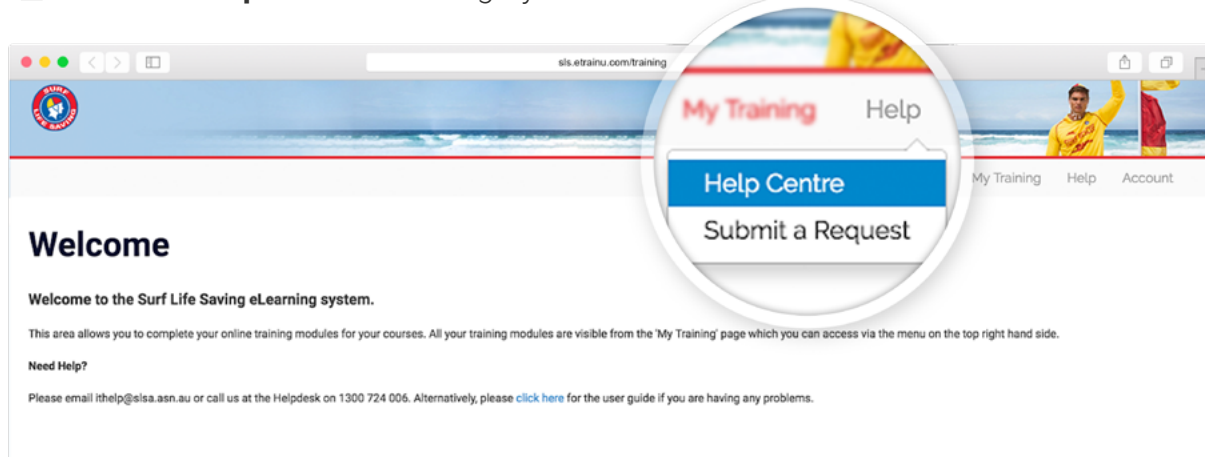 sls.etrainu.com/training
SURF
LIFE SAVING
My Training Help
Help Centre
Submit a Request
My Training Help Account
Welcome
Welcome to the Surf Life Saving eLearning system.
This area allows you to complete your online training modules for your courses. All your training modules are visible from the 'My Training' page which you can access via the menu on the top right hand side.
Need Help?
Please email ithelp@slsa.asn.au or call us at the Helpdesk on 1300 724 006. Alternatively, please click here for the user guide if you are having any problems.